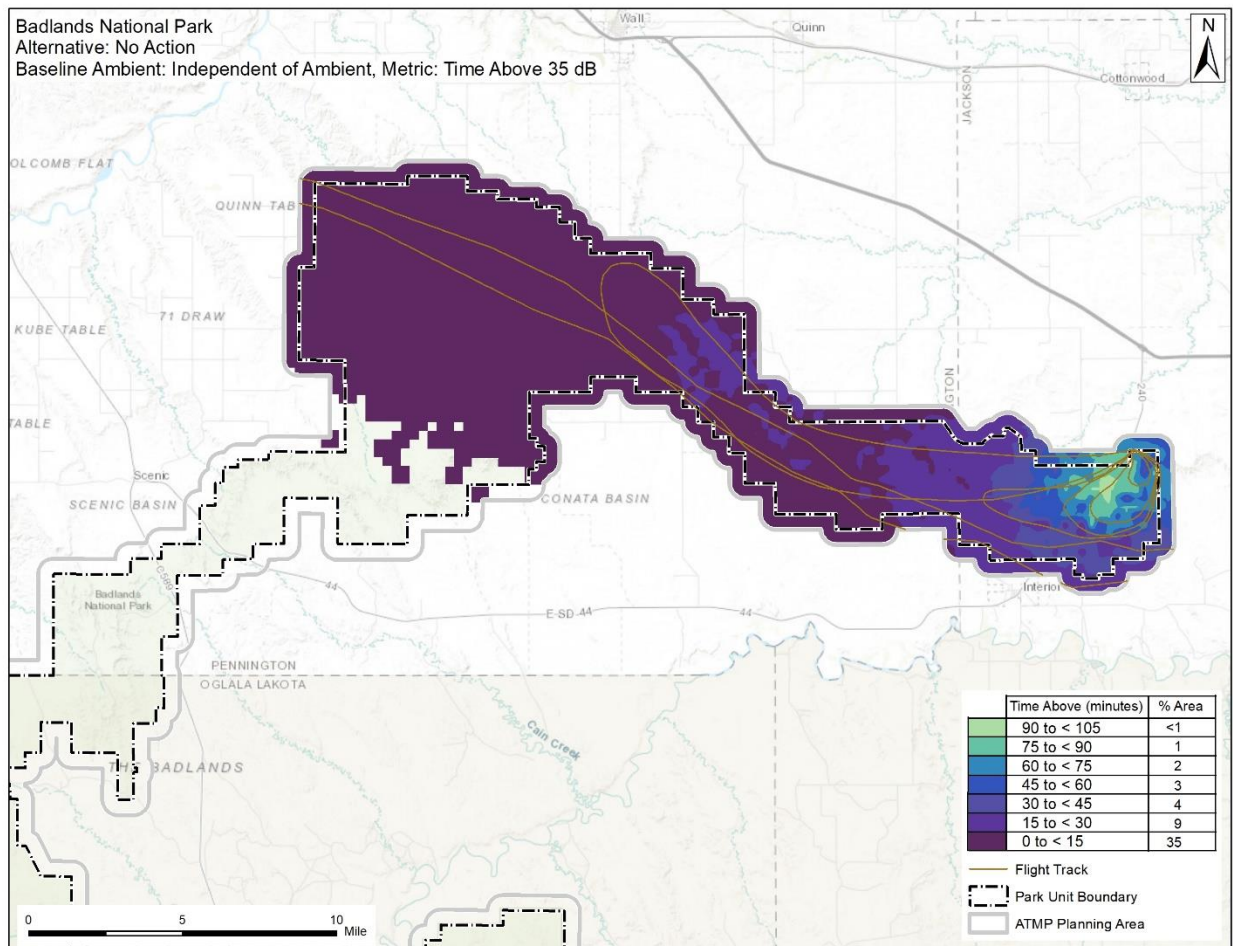 Badlands National Park
Alternative: No Action
Baseline Ambient: Independent of Ambient, Metric: Time Above 35 dB
N
Wall
Quinn
Cottonwood
JACKSON
OLCOMB FLAT
QUINN TAB
71 DRAW
KUBE TABLE
NGTON
240
TABLE
Scenic
SCENIC BASIN
CONATA BASIN
Badlands
National Park
44
E-SD 44
44
Interior
PENNINGTON
OGLALA LAKOTA
Cain Creek
BADLANDS
Time Above (minutes) % Area
90 to < 105 <1
75 to < 90 1
60 to < 75 2
45 to < 60 3
30 to < 45 4
15 to < 30 9
0 to < 15 35
Flight Track
Park Unit Boundary
ATMP Planning Area
0 5 10
Mile